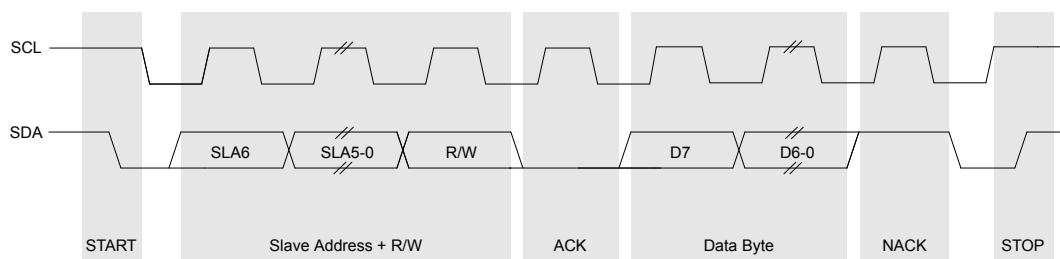 SCL
SDA
SLA6
SLA5-0
R/W
D7
D6-0
START
Slave Address + R/W
ACK
Data Byte
NACK
STOP